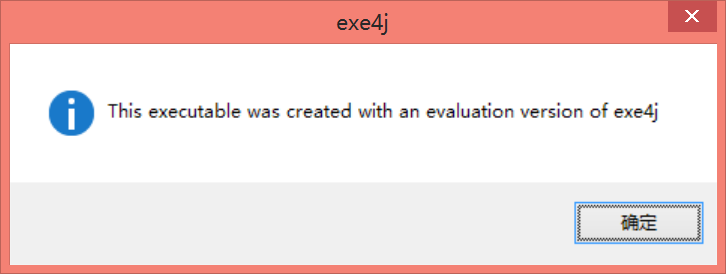 exe4j
This executable was created with an evaluation version of exe4j
确定